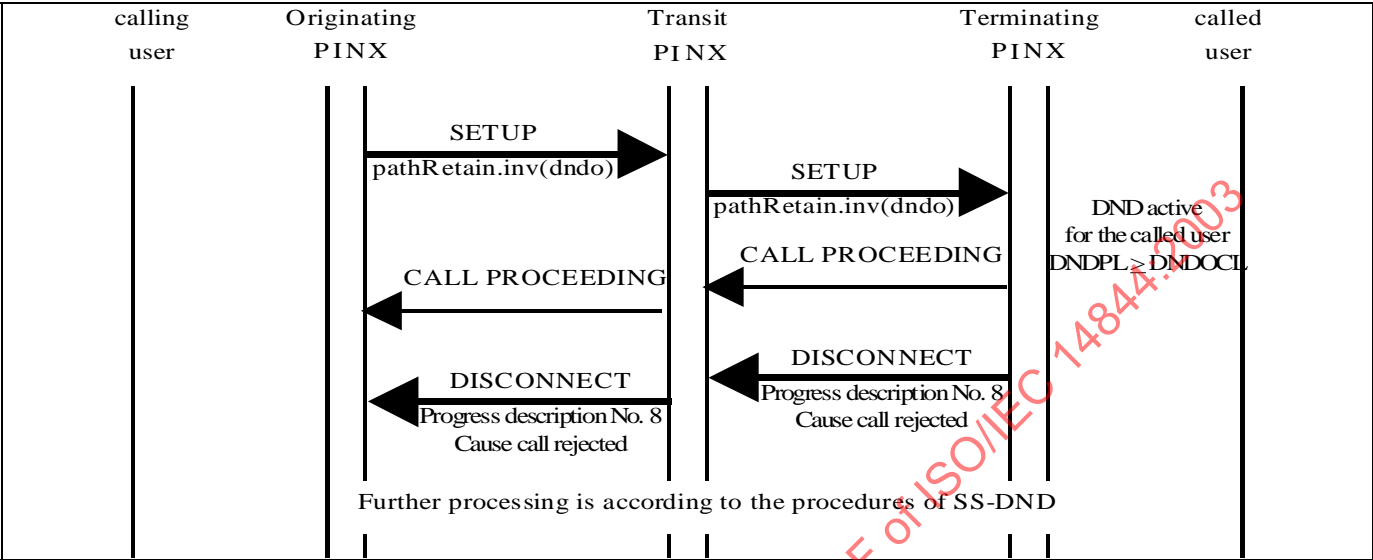 calling Originating Transit Terminating called
user PINX PINX PINX user
SETUP
pathRetain.inv(dndo)
SETUP
pathRetain.inv(dndo)
DND active
for the called user
DNDPL ≥ DNDOCL
CALL PROCEEDING
CALL PROCEEDING
DISCONNECT
Progress description No. 8
Cause call rejected
DISCONNECT
Progress description No. 8
Cause call rejected
Further processing is according to the procedures of SS-DND
F of ISO/IEC 14844:2003